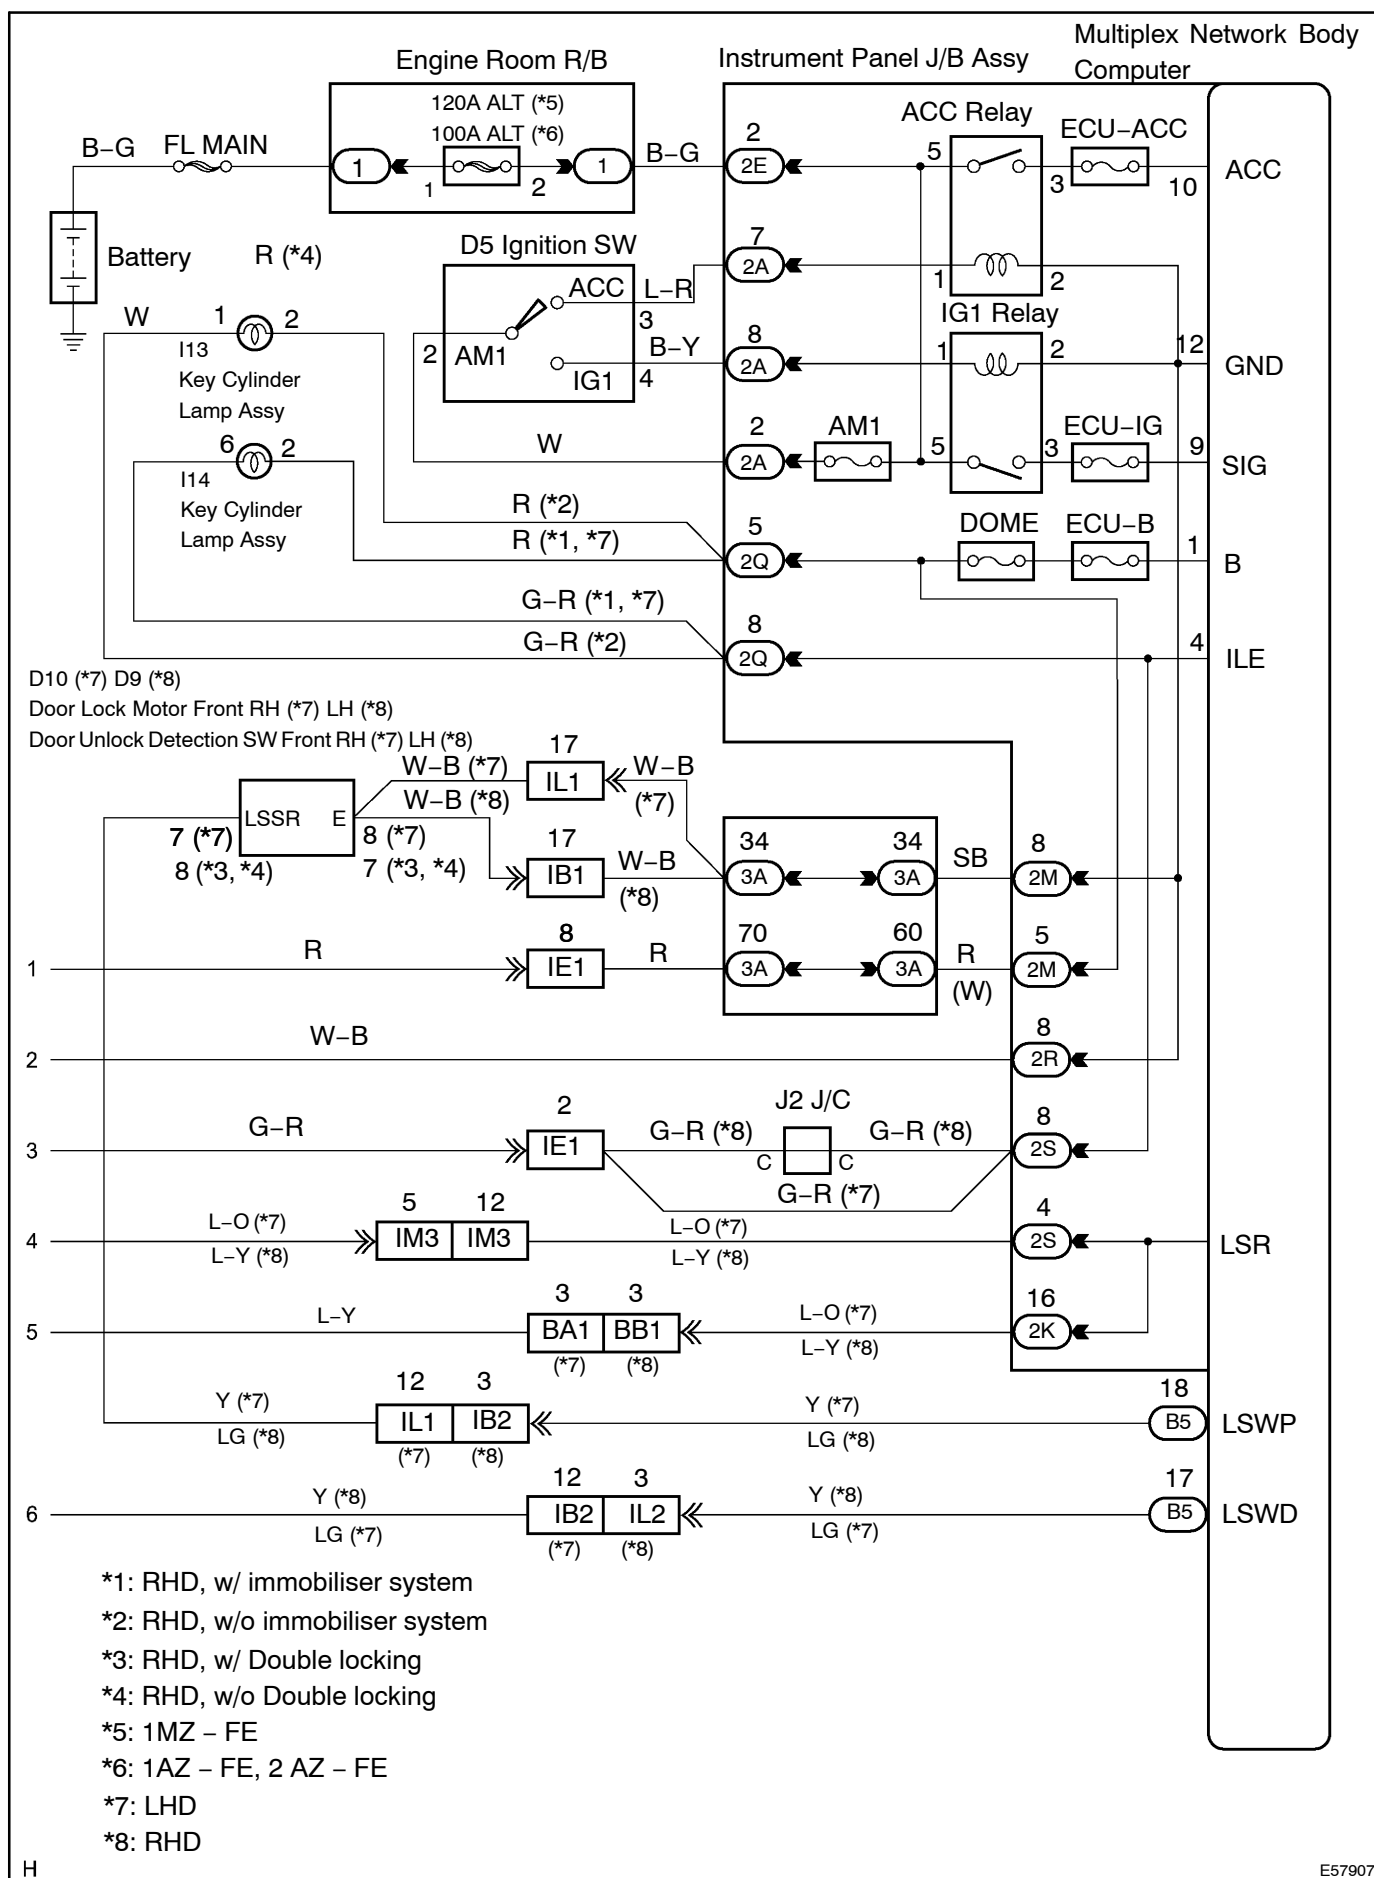 Multiplex Network Body
Computer
Engine Room R/B
Instrument Panel J/B Assy
120A ALT (*5)
100A ALT (*6)
ACC Relay
ECU−ACC
B−G
FL MAIN
1
1
2
1
B−G
2
2E
5
3
10
ACC
Battery
R (*4)
D5 Ignition SW
7
2A
1
2
ACC
L−R
3
2
AM1
IG1
4
B−Y
8
2A
IG1 Relay
1
2
12
GND
W
1
2
I13
Key Cylinder
Lamp Assy
W
2
2A
AM1
5
3
ECU−IG
9
SIG
6
2
I14
Key Cylinder
Lamp Assy
R (*2)
R (*1, *7)
5
2Q
DOME
ECU−B
1
B
G−R (*1, *7)
G−R (*2)
8
2Q
4
ILE
D10 (*7) D9 (*8)
Door Lock Motor Front RH (*7) LH (*8)
Door Unlock Detection SW Front RH (*7) LH (*8)
W−B (*7)
17
IL1
W−B
(*7)
LSSR
E
7 (*7)
8 (*3, *4)
8 (*7)
7 (*3, *4)
W−B (*8)
17
IB1
W−B
(*8)
34
3A
34
3A
SB
8
2M
1
R
8
IE1
R
70
3A
60
3A
R
(W)
5
2M
2
W−B
8
2R
3
G−R
2
IE1
G−R (*8)
J2 J/C
C
C
G−R (*8)
G−R (*7)
8
2S
4
L−O (*7)
L−Y (*8)
5
IM3
12
IM3
L−O (*7)
L−Y (*8)
4
2S
LSR
5
L−Y
3
BA1
(*7)
3
BB1
(*8)
L−O (*7)
L−Y (*8)
16
2K
Y (*7)
LG (*8)
12
IL1
(*7)
3
IB2
(*8)
Y (*7)
LG (*8)
18
B5
LSWP
6
Y (*8)
LG (*7)
12
IB2
(*7)
3
IL2
(*8)
Y (*8)
LG (*7)
17
B5
LSWD
*1: RHD, w/ immobiliser system
*2: RHD, w/o immobiliser system
*3: RHD, w/ Double locking
*4: RHD, w/o Double locking
*5: 1MZ − FE
*6: 1AZ − FE, 2 AZ − FE
*7: LHD
*8: RHD
H
E57907